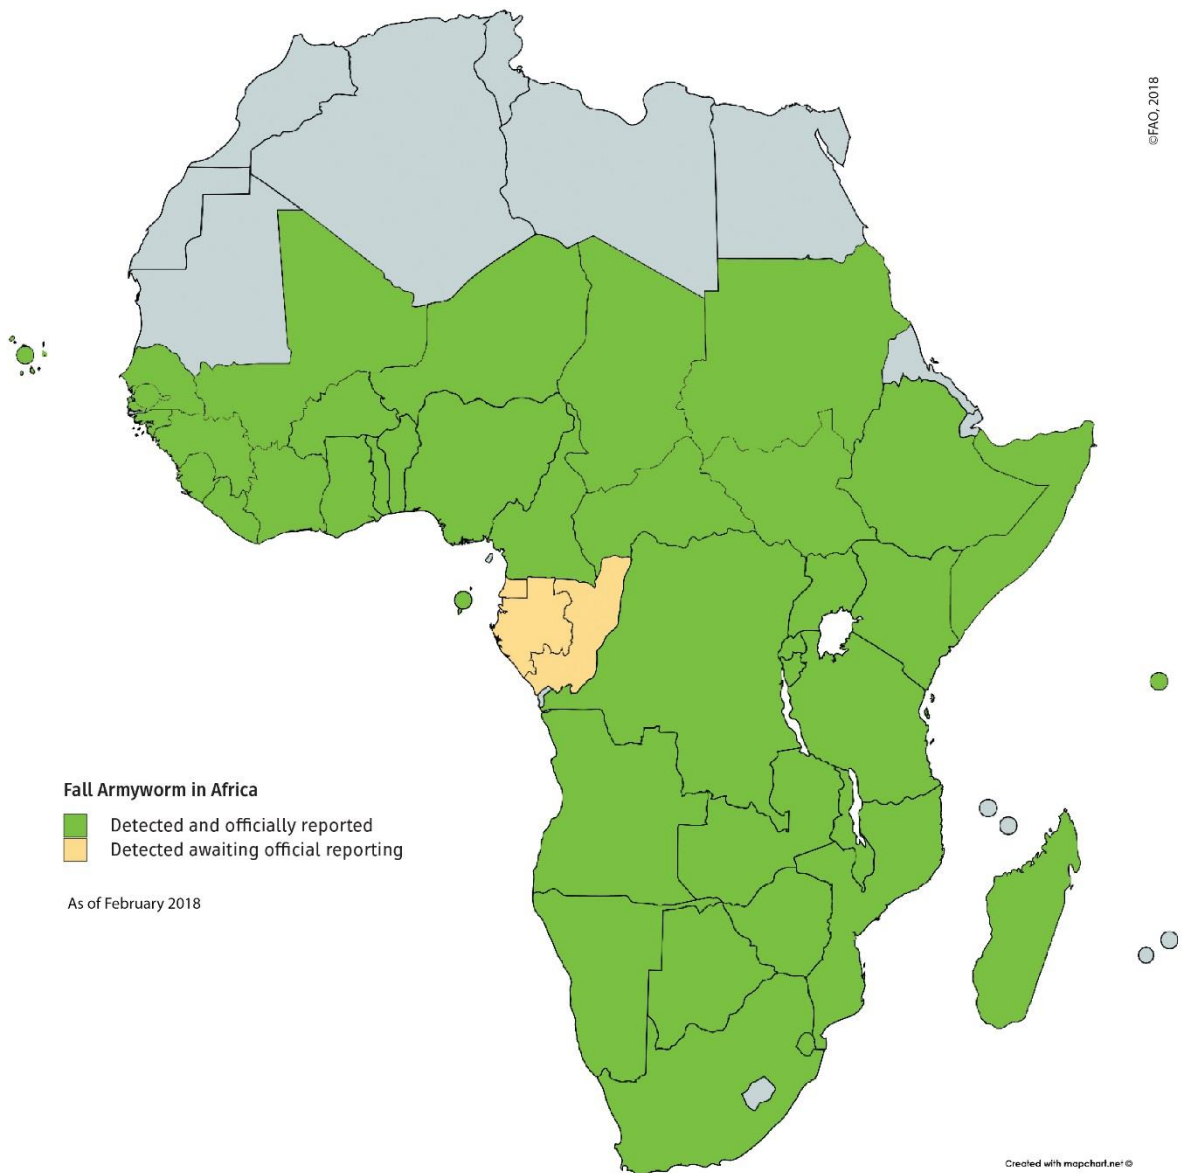 ©FAO, 2018
Fall Armyworm in Africa
Detected and officially reported
Detected awaiting official reporting
As of February 2018
Created with mapchart.net ©